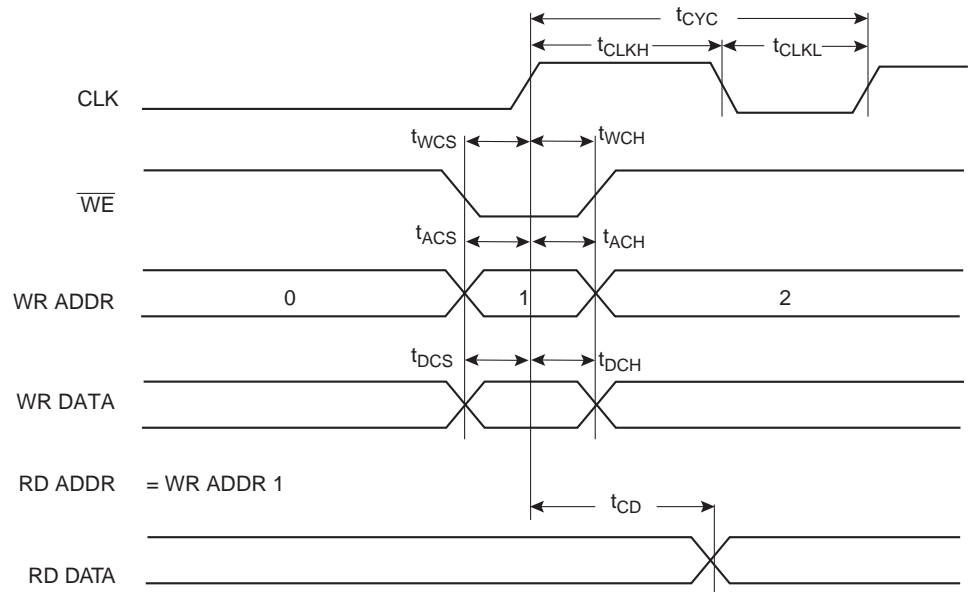 tCYC
tCLKH tCLKL
CLK
tWCS tWCH
WE
tACS tACH
WR ADDR 0 1 2
tDCS tDCH
WR DATA
RD ADDR = WR ADDR 1
tCD
RD DATA